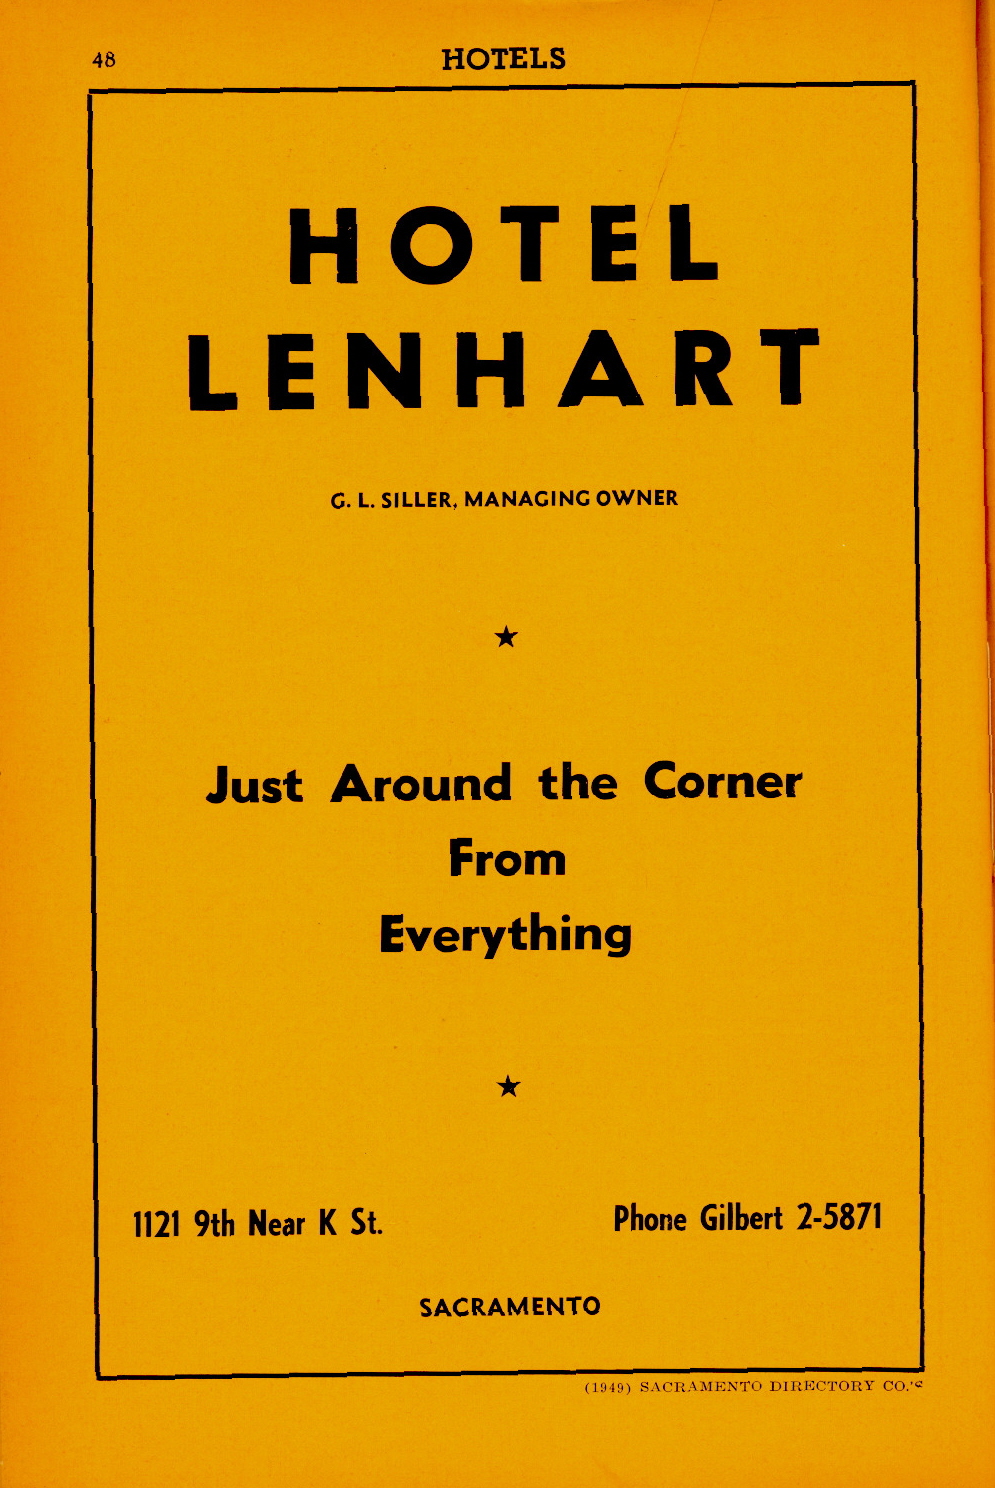 48
HOTELS
HOTEL
LENHART
G. L. SILLER, MANAGING OWNER
★
Just Around the Corner
From
Everything
★
1121 9th Near K St.
Phone Gilbert 2-5871
SACRAMENTO
(1949) SACRAMENTO DIRECTORY CO.'S